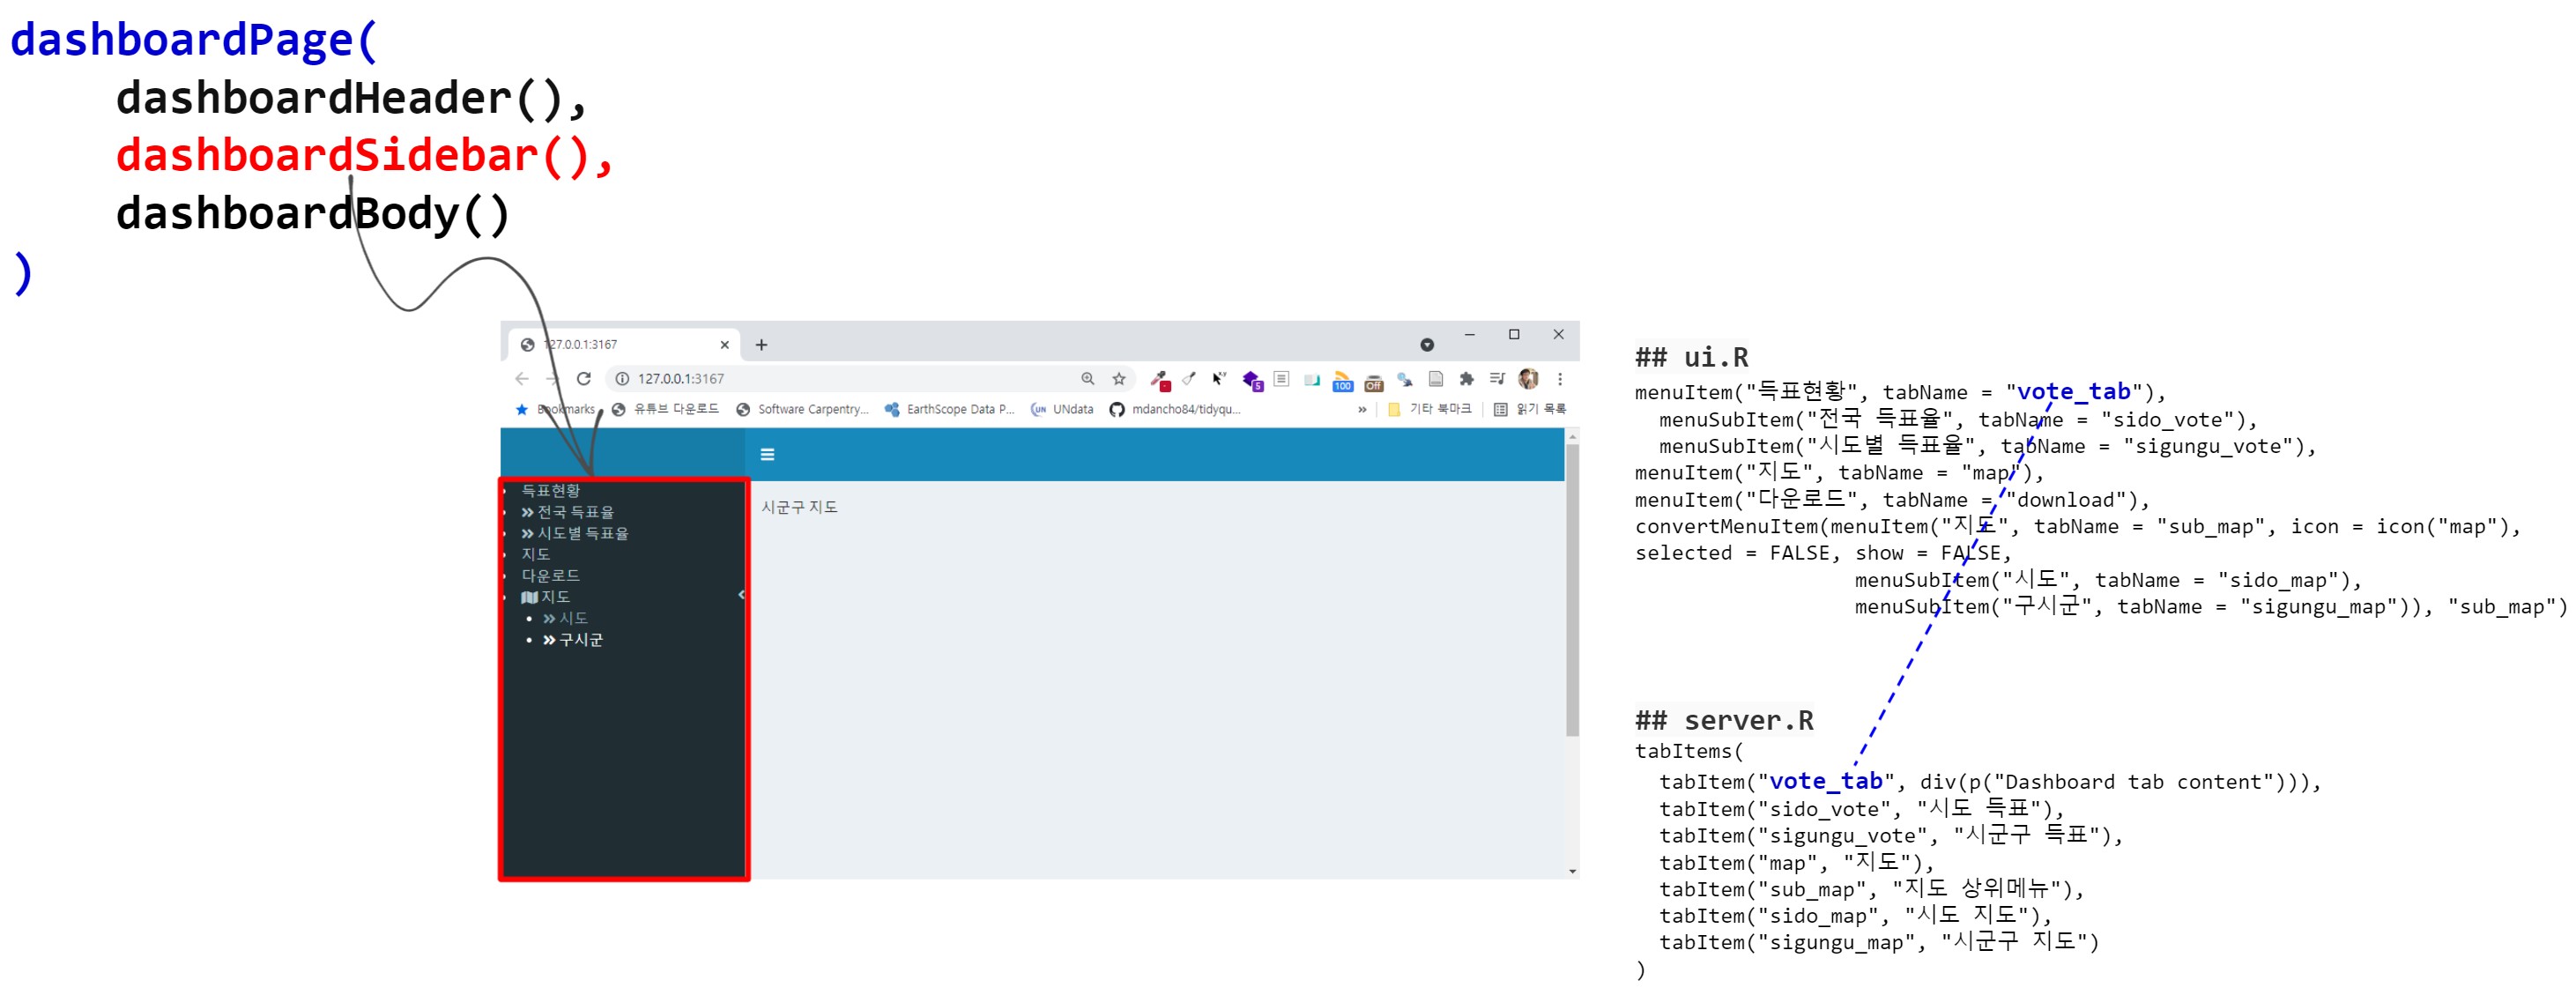 dashboardPage(
dashboardHeader(),
dashboardSidebar(),
dashboardBody()
)
127.0.0.1:3167
127.0.0.1:3167
100
Off
Bookmarks
유튜브 다운로드
Software Carpentry...
EarthScope Data P...
UNdata
mdancho84/tidyqu...
»
기타 북마크
읽기 목록
득표현황
» 전국 득표율
» 시도별 득표율
지도
다운로드
지도
» 시도
» 구시군
시군구 지도
## ui.R
menuItem("득표현황", tabName = "vote_tab"),
menuSubItem("전국 득표율", tabName = "sido_vote"),
menuSubItem("시도별 득표율", tabName = "sigungu_vote"),
menuItem("지도", tabName = "map"),
menuItem("다운로드", tabName = "download"),
convertMenuItem(menuItem("지도", tabName = "sub_map", icon = icon("map"),
selected = FALSE, show = FALSE,
menuSubItem("시도", tabName = "sido_map"),
menuSubItem("구시군", tabName = "sigungu_map")), "sub_map")
## server.R
tabItems(
tabItem("vote_tab", div(p("Dashboard tab content"))),
tabItem("sido_vote", "시도 득표"),
tabItem("sigungu_vote", "시군구 득표"),
tabItem("map", "지도"),
tabItem("sub_map", "지도 상위메뉴"),
tabItem("sido_map", "시도 지도"),
tabItem("sigungu_map", "시군구 지도")
)